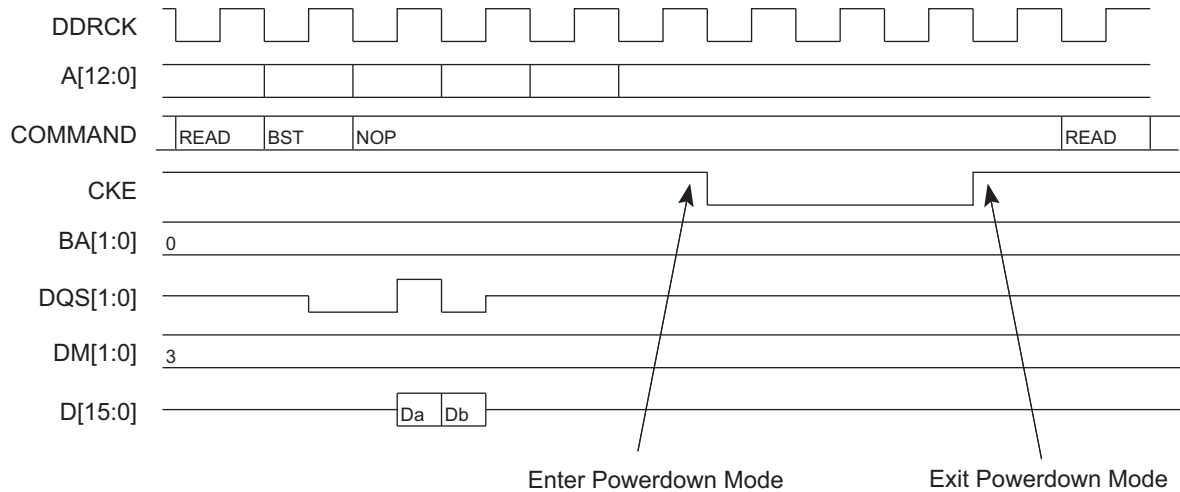 DDRCK
A[12:0]
COMMAND READ BST NOP READ
CKE
BA[1:0] 0
DQS[1:0]
DM[1:0] 3
D[15:0] Da Db
Enter Powerdown Mode Exit Powerdown Mode